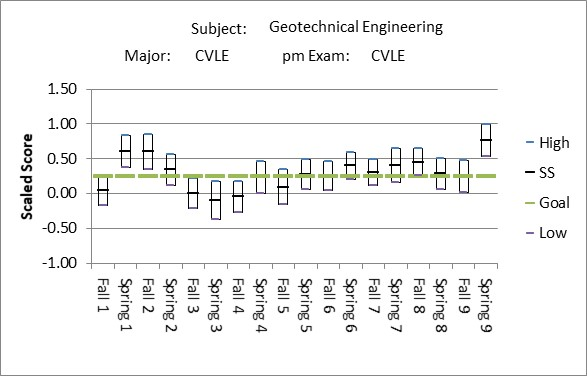 Subject: Geotechnical Engineering
Major: CVLE pm Exam: CVLE
1.50
1.00
0.50
0.00
-0.50
-1.00
Scaled Score
Fall 1
Spring 1
Fall 2
Spring 2
Fall 3
Spring 3
Fall 4
Spring 4
Fall 5
Spring 5
Fall 6
Spring 6
Fall 7
Spring 7
Fall 8
Spring 8
Fall 9
Spring 9
High
SS
Goal
Low